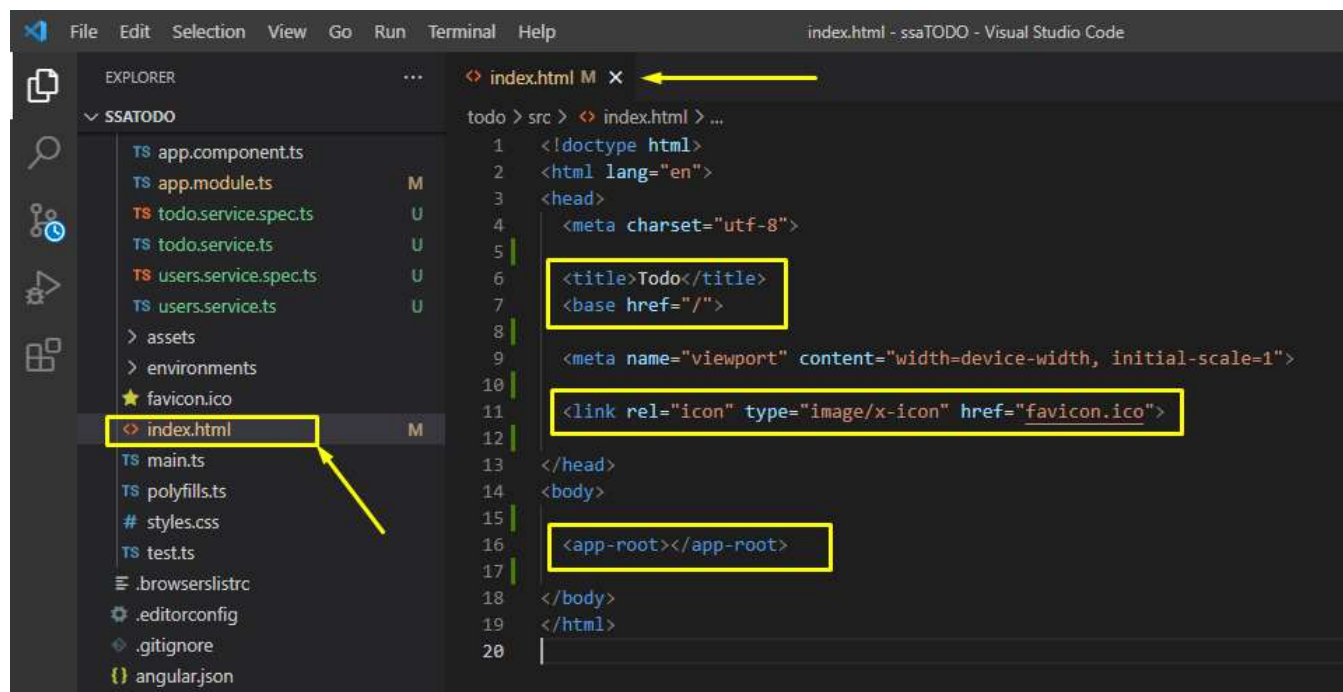 File Edit Selection View Go Run Terminal Help index.html - ssaTODO - Visual Studio Code
EXPLORER ...
SSATODO
TS app.component.ts
TS app.module.ts M
TS todo.service.spec.ts U
TS todo.service.ts U
TS users.service.spec.ts U
TS users.service.ts U
> assets
> environments
favicon.ico
<> index.html M
TS main.ts
TS polyfills.ts
# styles.css
TS test.ts
.browserslistrc
.editorconfig
.gitignore
{} angular.json
<> index.html M ×
todo > src > <> index.html > ...
1 <!doctype html>
2 <html lang="en">
3 <head>
4 <meta charset="utf-8">
5
6 <title>Todo</title>
7 <base href="/">
8
9 <meta name="viewport" content="width=device-width, initial-scale=1">
10
11 <link rel="icon" type="image/x-icon" href="favicon.ico">
12
13 </head>
14 <body>
15
16 <app-root></app-root>
17
18 </body>
19 </html>
20